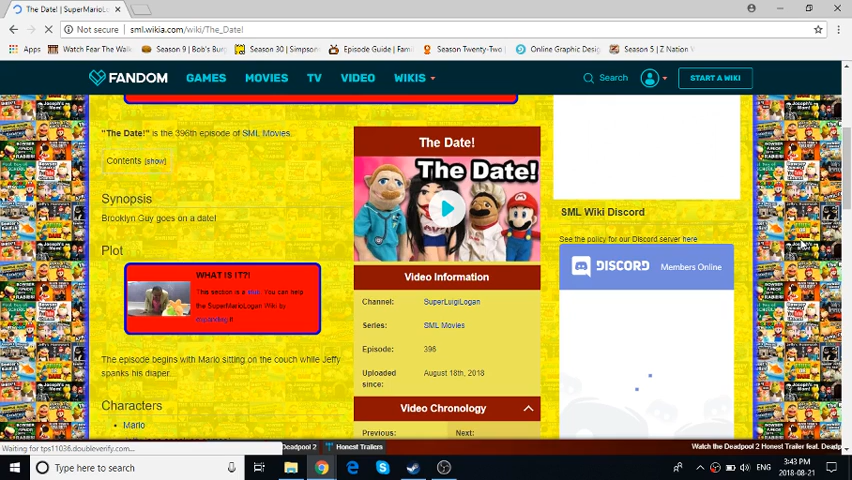 The Date! | SuperMarioLo
Not secure | sml.wikia.com/wiki/The_Date!
Apps Watch Fear The Walk Season 9 | Bob's Burg Season 30 | Simpsons Episode Guide | Fami Season Twenty-Two | Online Graphic Desig Season 5 | Z Nation
FANDOM GAMES MOVIES TV VIDEO WIKIS Search START A WIKI
"The Date!" is the 396th episode of SML Movies.
Contents [show]
Synopsis
Brooklyn Guy goes on a date!
Plot
WHAT IS IT?!
This section is a stub. You can help
the SuperMarioLogan Wiki by
expanding it.
The episode begins with Mario sitting on the couch while Jeffy
spanks his diaper.
Characters
• Mario
The Date!
The Date!
Video Information
Channel: SuperLuigiLogan
Series: SML Movies
Episode: 396
Uploaded since: August 18th, 2018
Video Chronology
Previous: Next:
SML Wiki Discord
See the policy for our Discord server here
DISCORD Members Online
Waiting for tps11036.doubleverify.com...
Deadpool 2 Honest Trailers Watch the Deadpool 2 Honest Trailer feat. Deadp
Type here to search
ENG
3:43 PM
2018-08-21